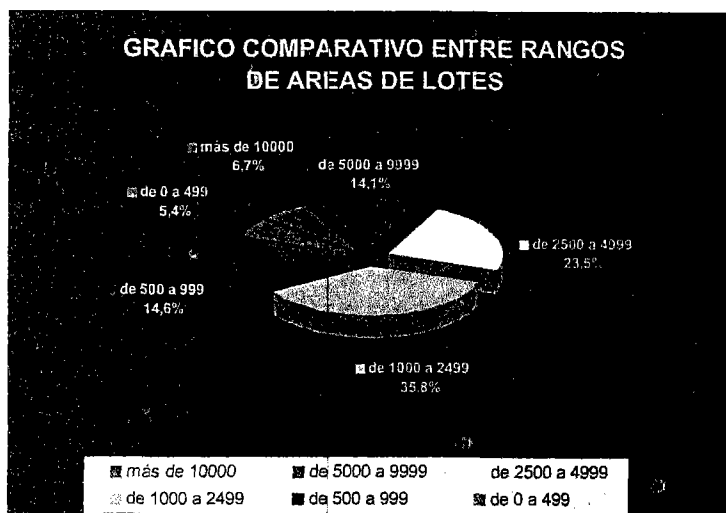 GRAFICO COMPARATIVO ENTRE RANGOS
DE AREAS DE LOTES
más de 10000
6,7%
de 5000 a 9999
14,1%
de 0 a 499
5,4%
de 2500 a 4999
23,5%
de 500 a 999
14,6%
de 1000 a 2499
35,8%
más de 10000
de 5000 a 9999
de 2500 a 4999
de 1000 a 2499
de 500 a 999
de 0 a 499